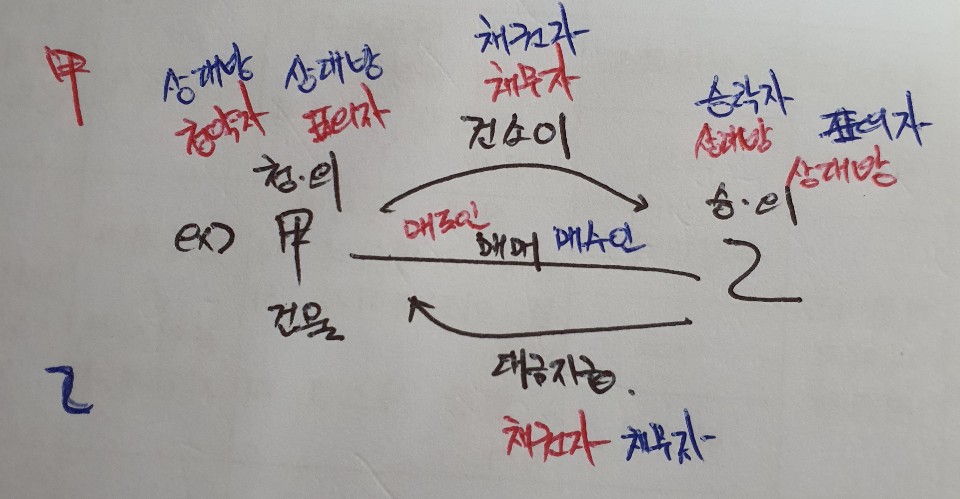 채권자
甲 상대방 상대방 채무자 승락자
청약자 표의자 건소이 상대방 표의자
청·의 상대방
승·의
매도인
ex) 甲 매매 매수인 乙
건물
대금지급.
乙
채권자 채무자